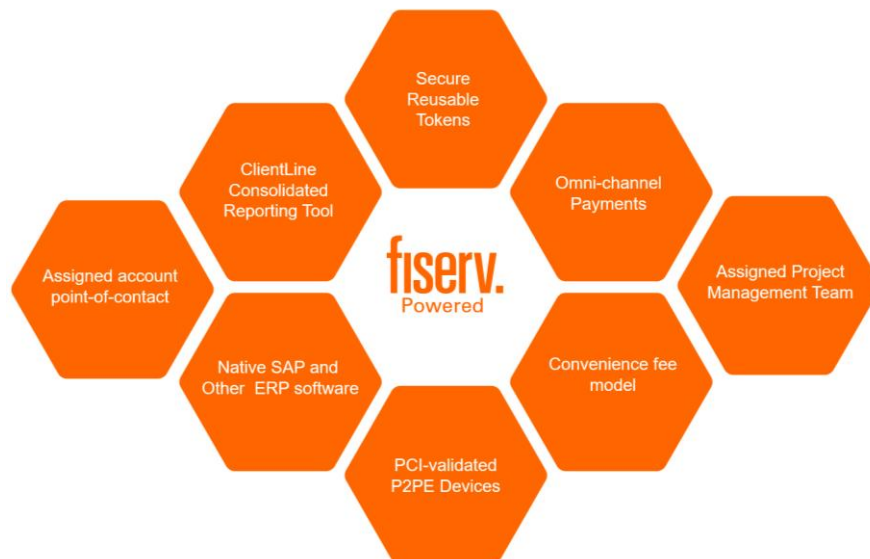 Secure
Reusable
Tokens
ClientLine
Consolidated
Reporting Tool
Omni-channel
Payments
Assigned account
point-of-contact
fiserv.
Powered
Assigned Project
Management Team
Native SAP and
Other ERP software
Convenience fee
model
PCI-validated
P2PE Devices